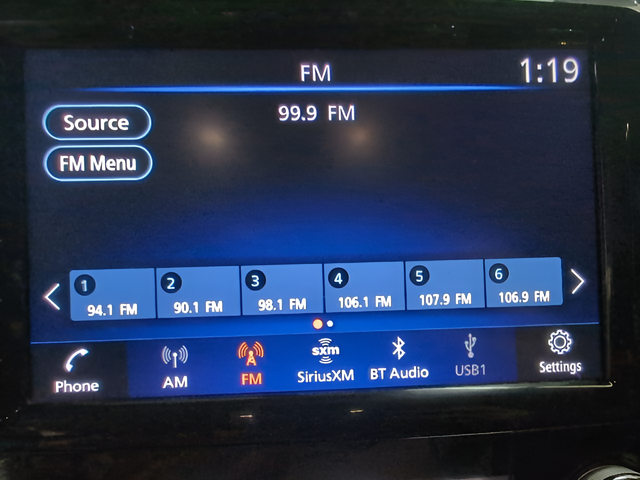 FM 1:19
99.9 FM
Source
FM Menu
1 2 3 4 5 6
94.1 FM 90.1 FM 98.1 FM 106.1 FM 107.9 FM 106.9 FM
sxm
Phone AM FM SiriusXM BT Audio USB1 Settings